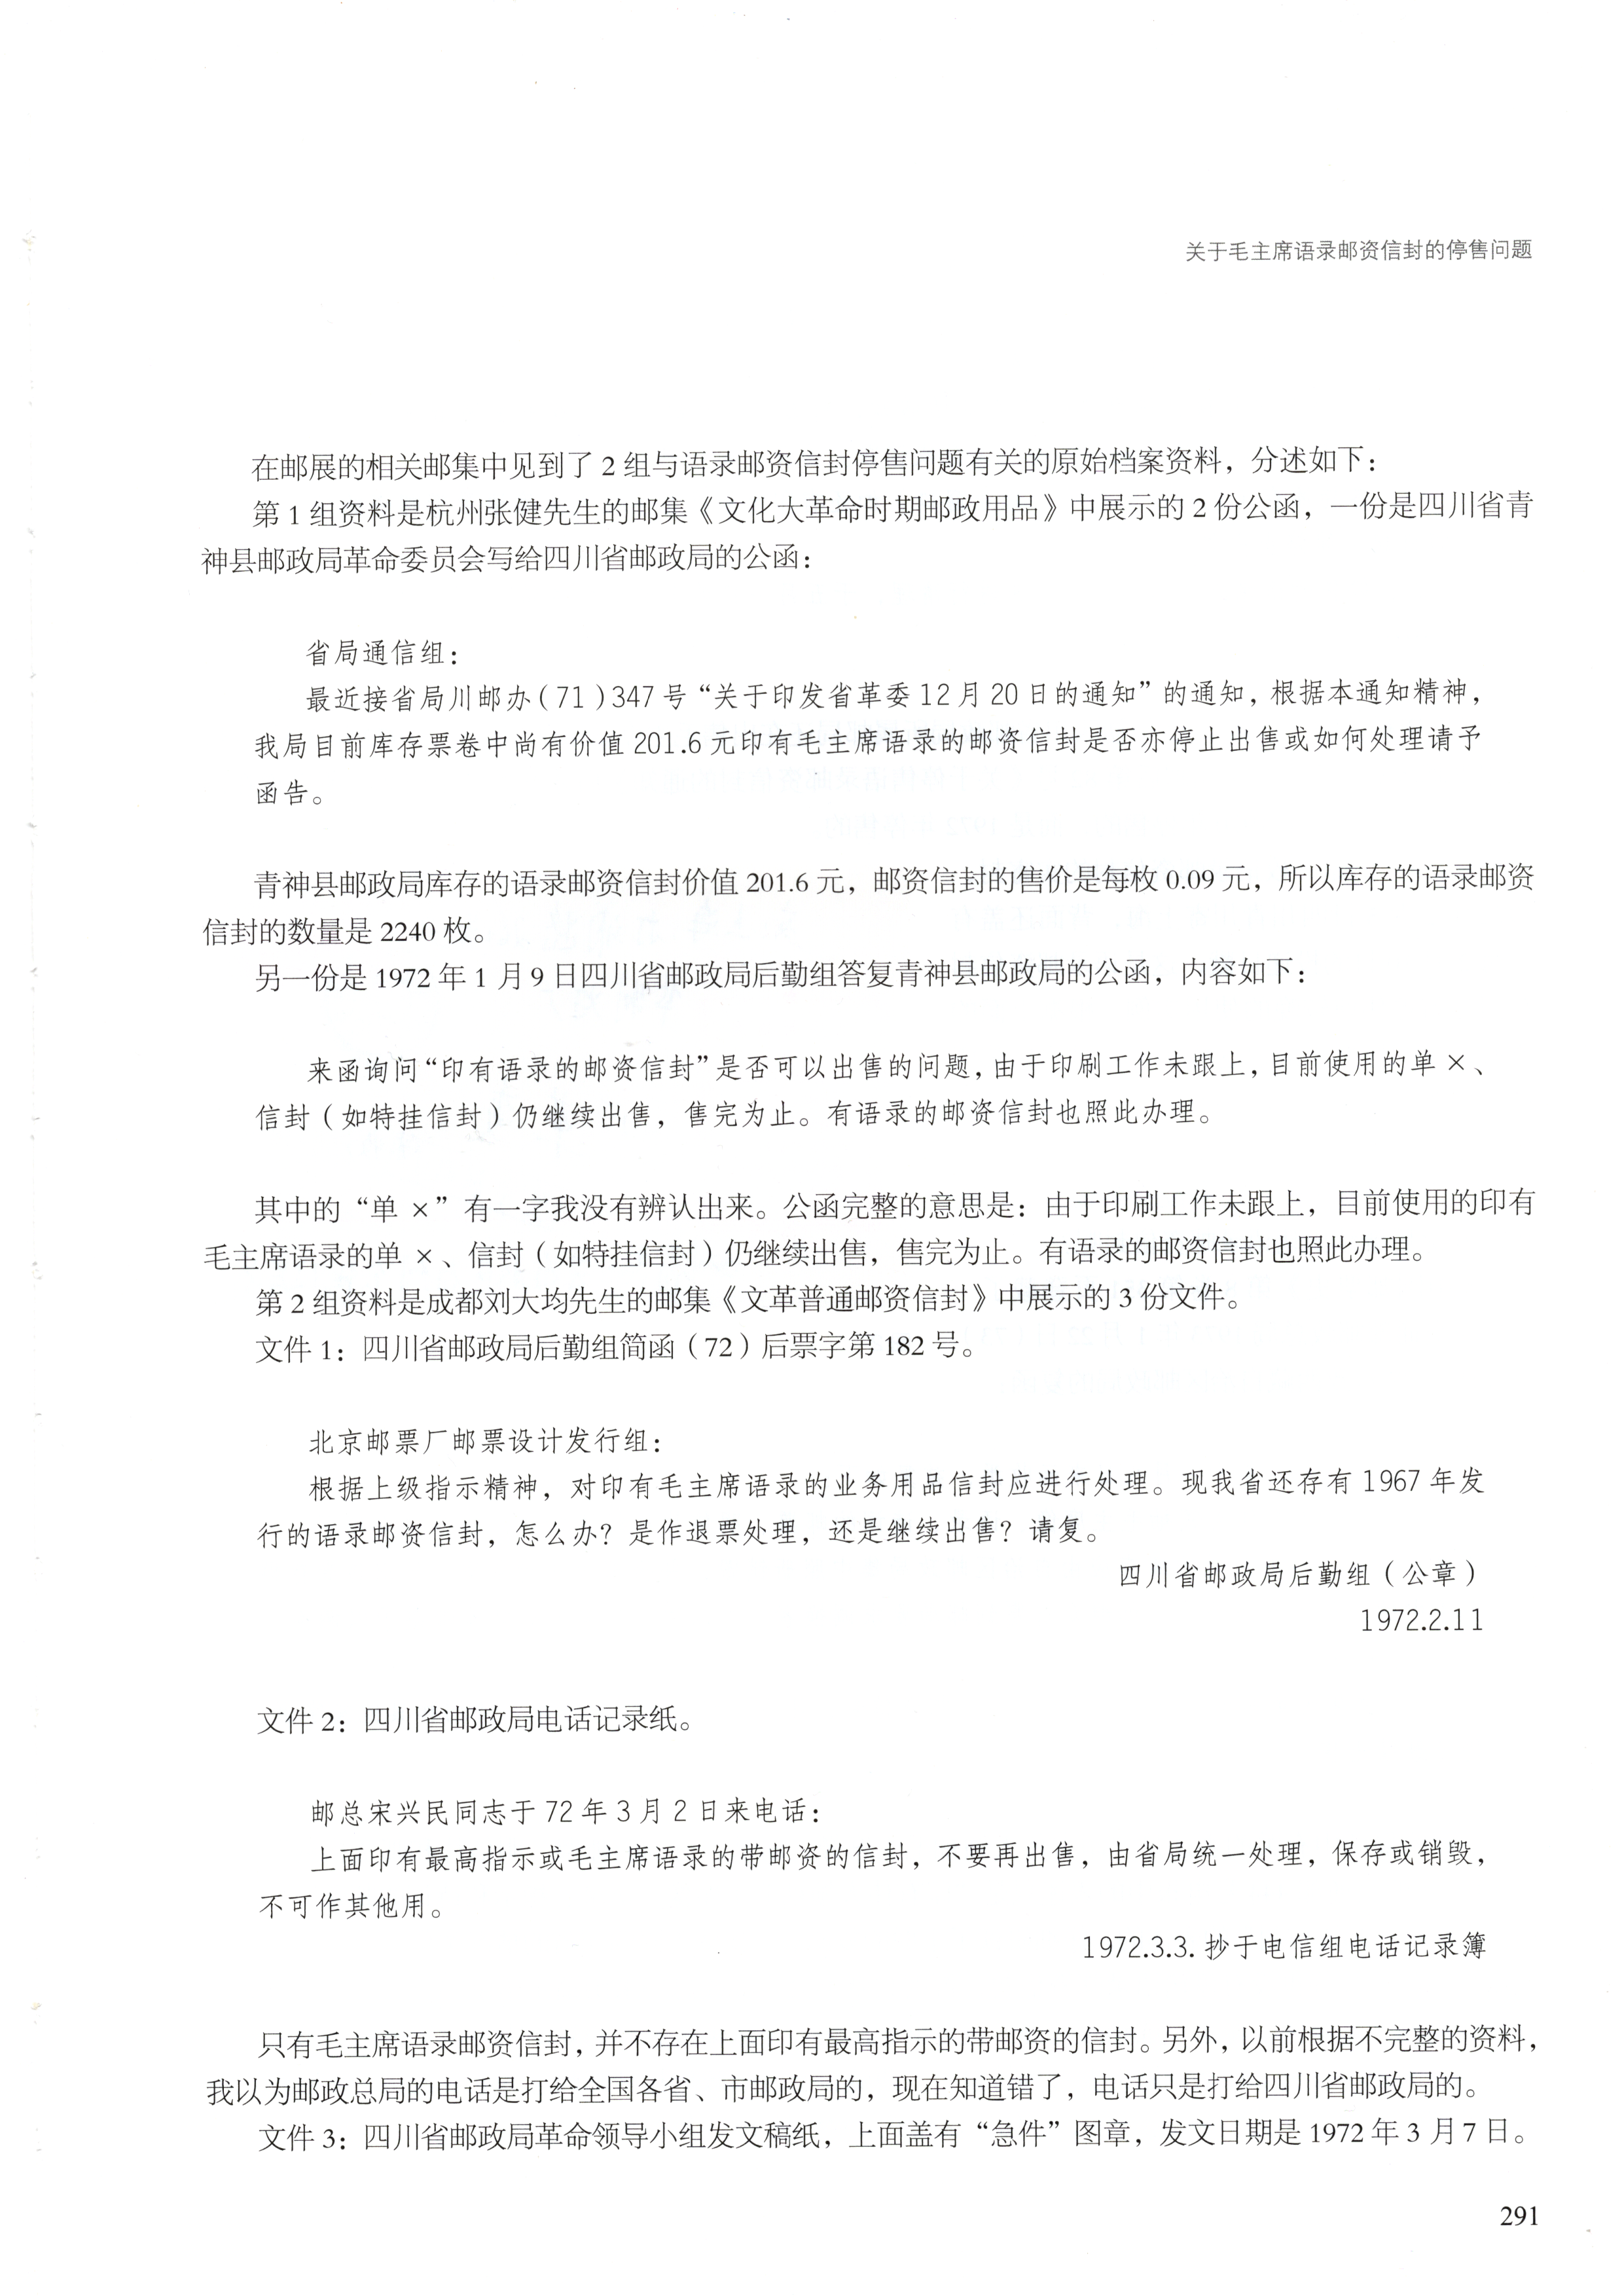 关于毛主席语录邮资信封的停售问题
在邮展的相关邮集中见到了 2 组与语录邮资信封停售问题有关的原始档案资料，分述如下：
第 1 组资料是杭州张健先生的邮集《文化大革命时期邮政用品》中展示的 2 份公函，一份是四川省青
神县邮政局革命委员会写给四川省邮政局的公函：
省局通信组：
最近接省局川邮办（71）347 号“关于印发省革委 12 月 20 日的通知”的通知，根据本通知精神，
我局目前库存票卷中尚有价值 201.6 元印有毛主席语录的邮资信封是否亦停止出售或如何处理请予
函告。
青神县邮政局库存的语录邮资信封价值 201.6 元，邮资信封的售价是每枚 0.09 元，所以库存的语录邮资
信封的数量是 2240 枚。
另一份是 1972 年 1 月 9 日四川省邮政局后勤组答复青神县邮政局的公函，内容如下：
来函询问“印有语录的邮资信封”是否可以出售的问题，由于印刷工作未跟上，目前使用的单 ×、
信封（如特挂信封）仍继续出售，售完为止。有语录的邮资信封也照此办理。
其中的“单 ×”有一字我没有辨认出来。公函完整的意思是：由于印刷工作未跟上，目前使用的印有
毛主席语录的单 ×、信封（如特挂信封）仍继续出售，售完为止。有语录的邮资信封也照此办理。
第 2 组资料是成都刘大均先生的邮集《文革普通邮资信封》中展示的 3 份文件。
文件 1：四川省邮政局后勤组简函（72）后票字第 182 号。
北京邮票厂邮票设计发行组：
根据上级指示精神，对印有毛主席语录的业务用品信封应进行处理。现我省还存有 1967 年发
行的语录邮资信封，怎么办？是作退票处理，还是继续出售？请复。
四川省邮政局后勤组（公章）
1972.2.11
文件 2：四川省邮政局电话记录纸。
邮总宋兴民同志于 72 年 3 月 2 日来电话：
上面印有最高指示或毛主席语录的带邮资的信封，不要再出售，由省局统一处理，保存或销毁，
不可作其他用。
1972.3.3. 抄于电信组电话记录簿
只有毛主席语录邮资信封，并不存在上面印有最高指示的带邮资的信封。另外，以前根据不完整的资料，
我以为邮政总局的电话是打给全国各省、市邮政局的，现在知道错了，电话只是打给四川省邮政局的。
文件 3：四川省邮政局革命领导小组发文稿纸，上面盖有“急件”图章，发文日期是 1972 年 3 月 7 日。
291